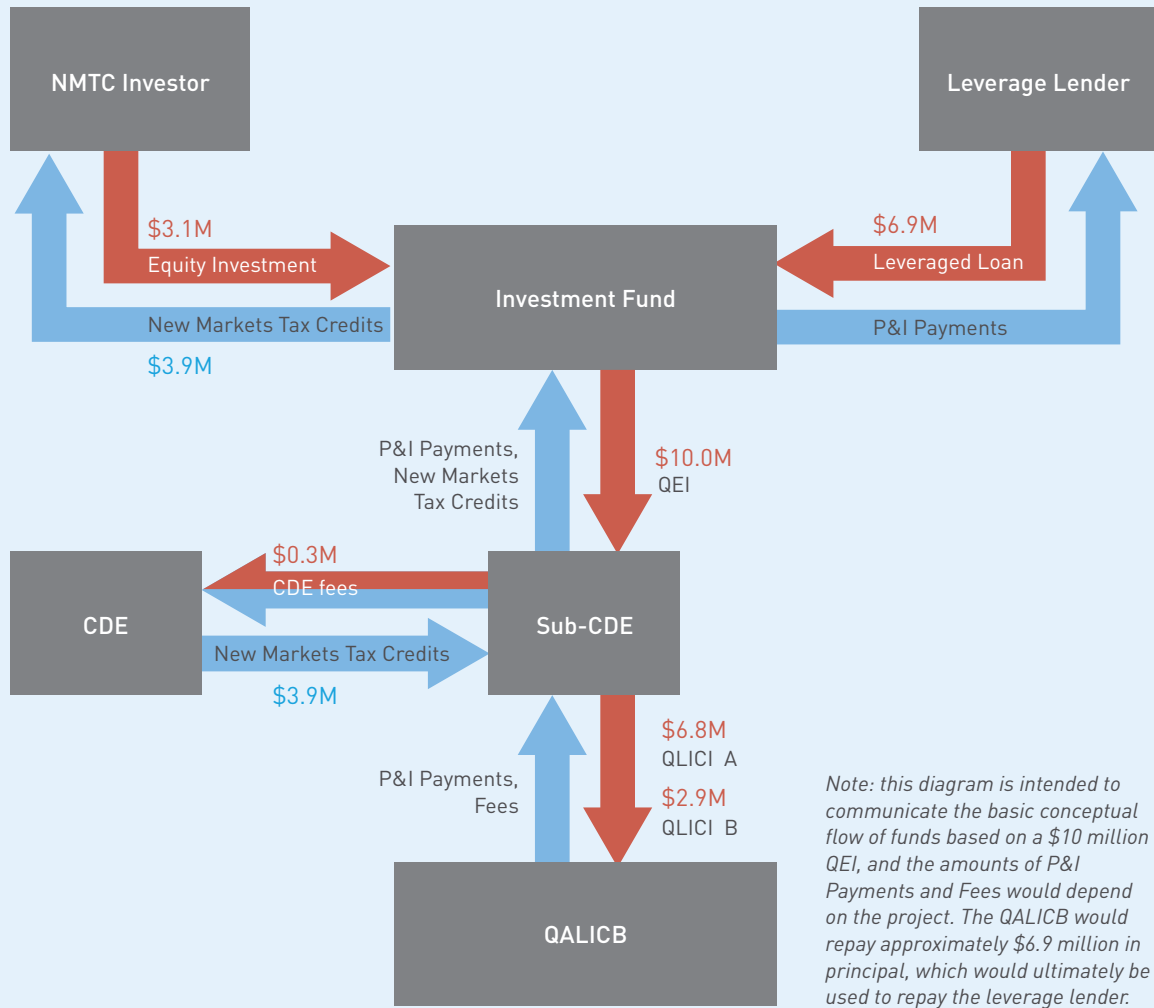 NMTC Investor
Leverage Lender
$3.1M
Equity Investment
$6.9M
Leveraged Loan
Investment Fund
New Markets Tax Credits
$3.9M
P&I Payments
P&I Payments,
New Markets
Tax Credits
$10.0M
QEI
$0.3M
CDE fees
CDE
Sub-CDE
New Markets Tax Credits
$3.9M
$6.8M
QLICI A
$2.9M
QLICI B
P&I Payments,
Fees
QALICB
Note: this diagram is intended to
communicate the basic conceptual
flow of funds based on a $10 million
QEI, and the amounts of P&I
Payments and Fees would depend
on the project. The QALICB would
repay approximately $6.9 million in
principal, which would ultimately be
used to repay the leverage lender.